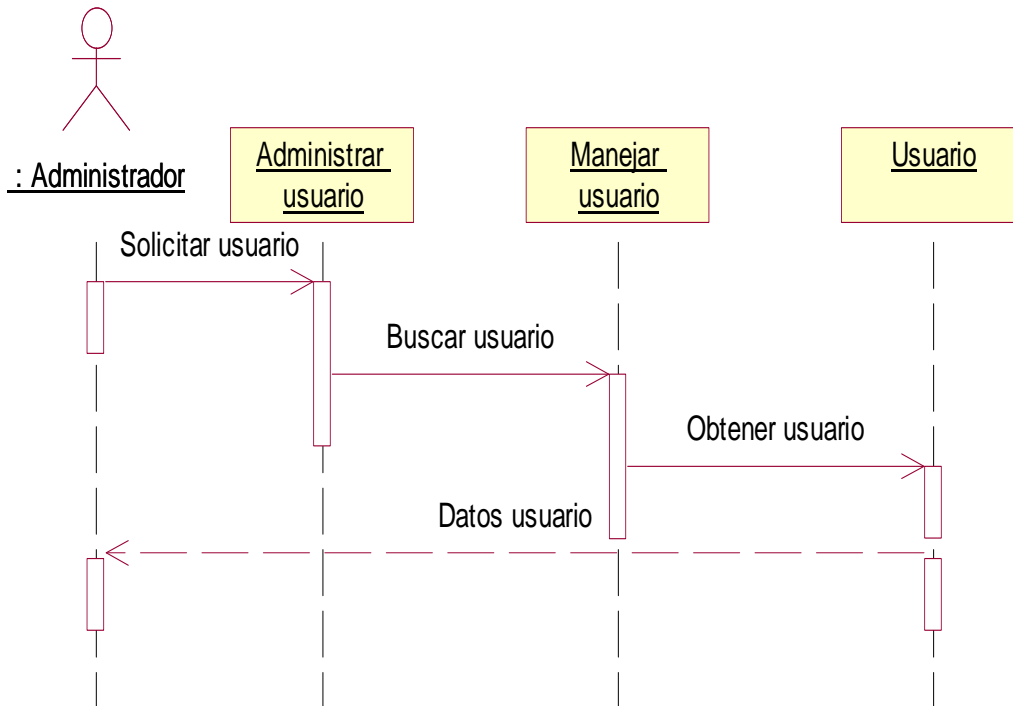 : Administrador
Administrar
usuario
Manejar
usuario
Usuario
Solicitar usuario
Buscar usuario
Obtener usuario
Datos usuario